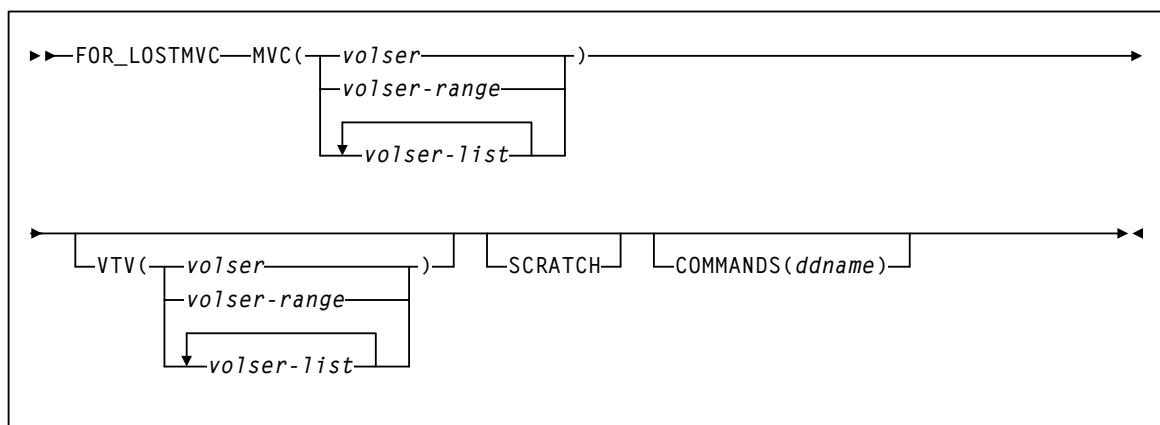 FOR_LOSTMVC MVC( volser )
volser-range
volser-list
VTV( volser ) SCRATCH COMMANDS(ddname)
volser-range
volser-list